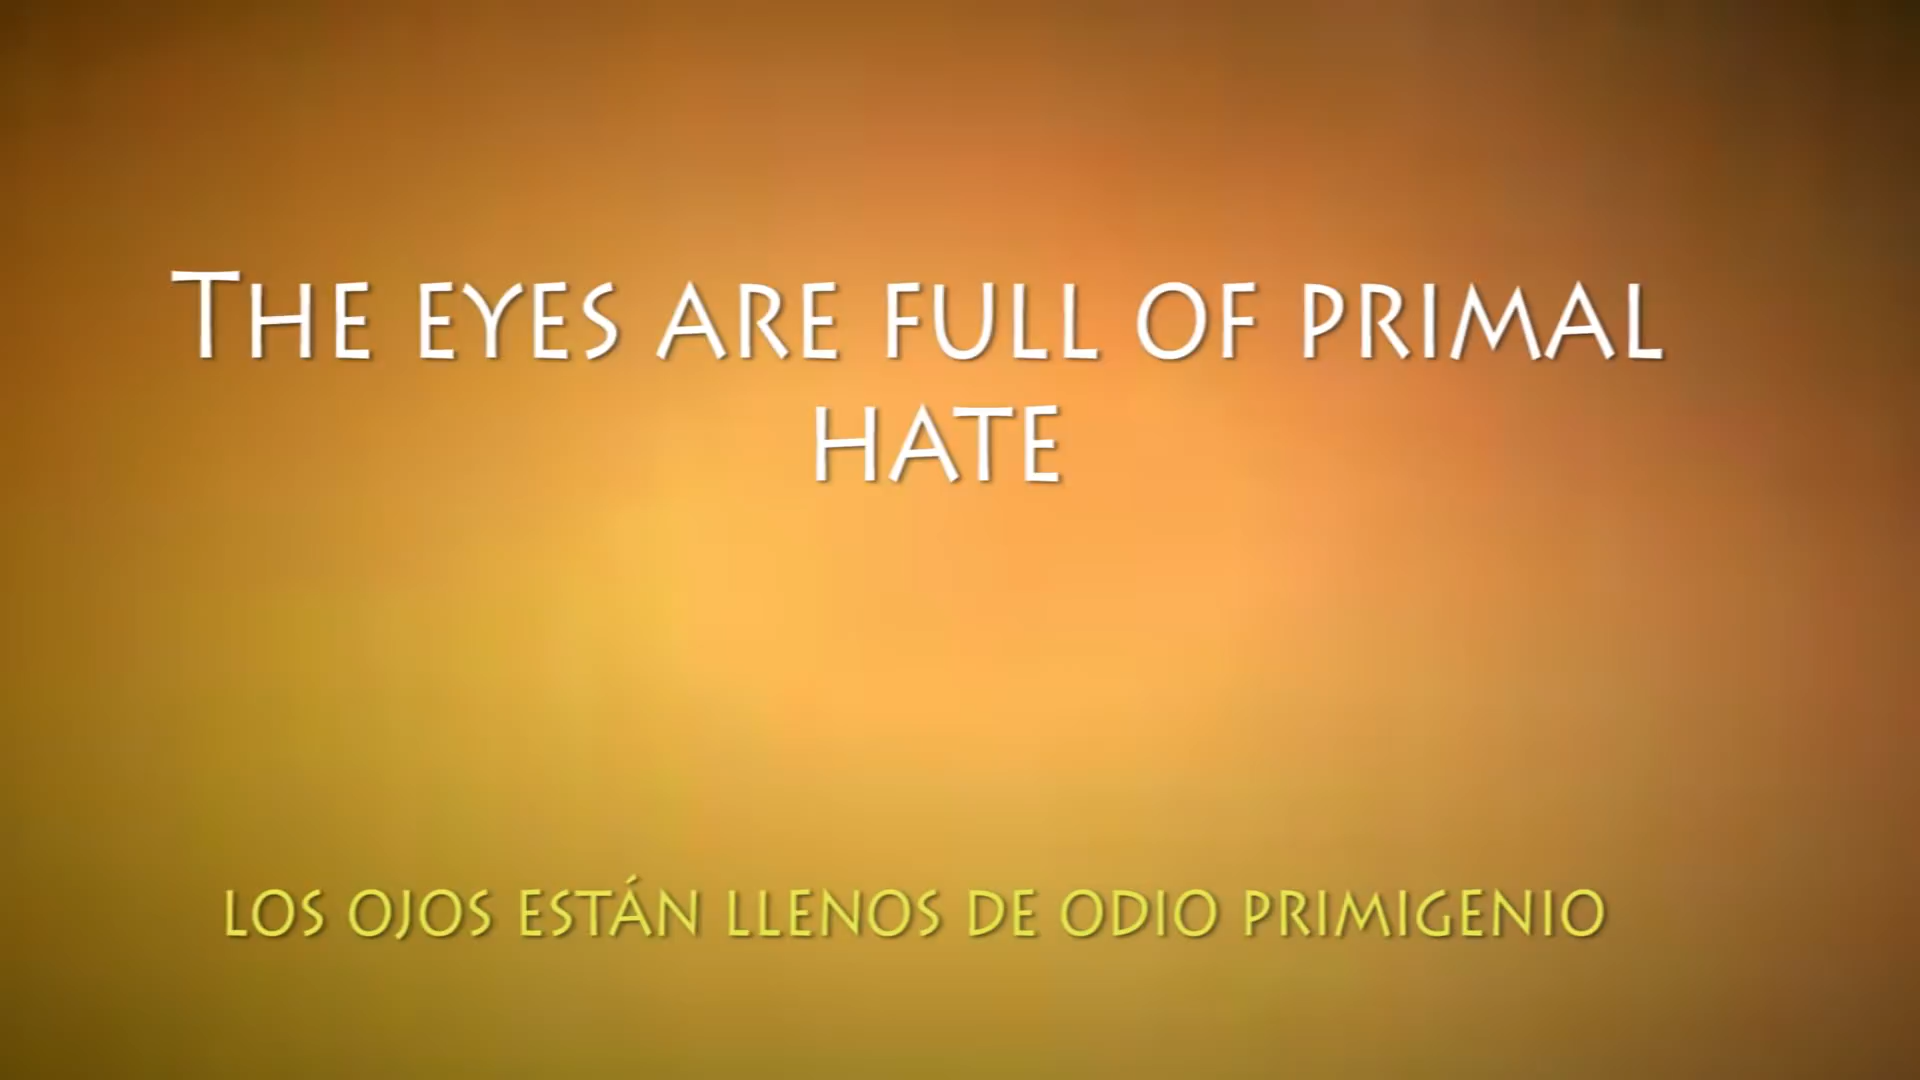 The eyes are full of primal
hate
los ojos están llenos de odio primigenio